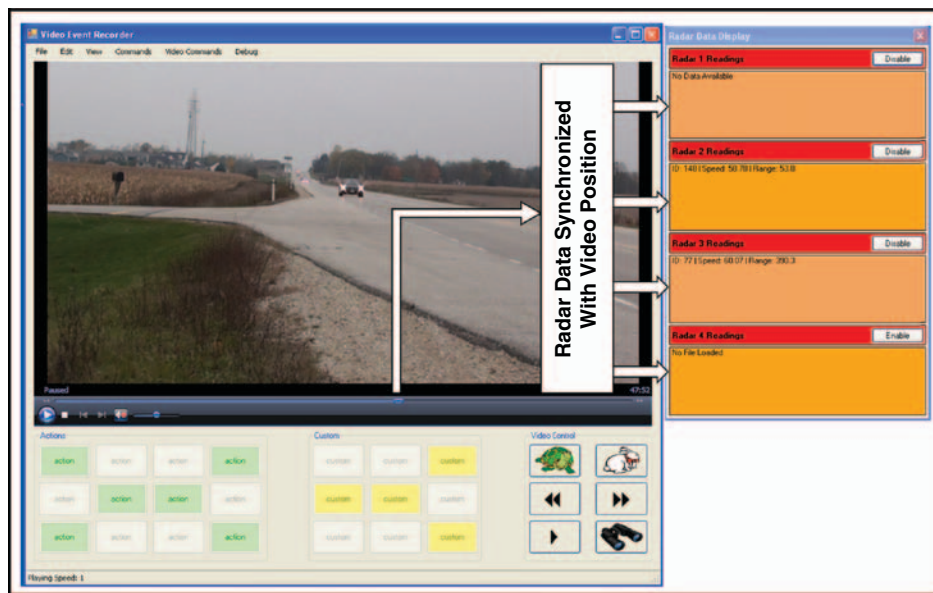 Video Event Recorder
File Edit View Commands Video Commands Debug
Radar Data Synchronized
With Video Position
Paused
47:52
Radar Data Display
Radar 1 Readings Disable
No Data Available
Radar 2 Readings Disable
ID: 148 | Speed: 58.78 | Range: 53.8
Radar 3 Readings Disable
ID: 77 | Speed: 68.07 | Range: 393.3
Radar 4 Readings Enable
No File Loaded
Actions Custom Video Control
action action action action custom custom custom
action action action action custom custom custom
action action action action custom custom custom
Playing Speed: 1